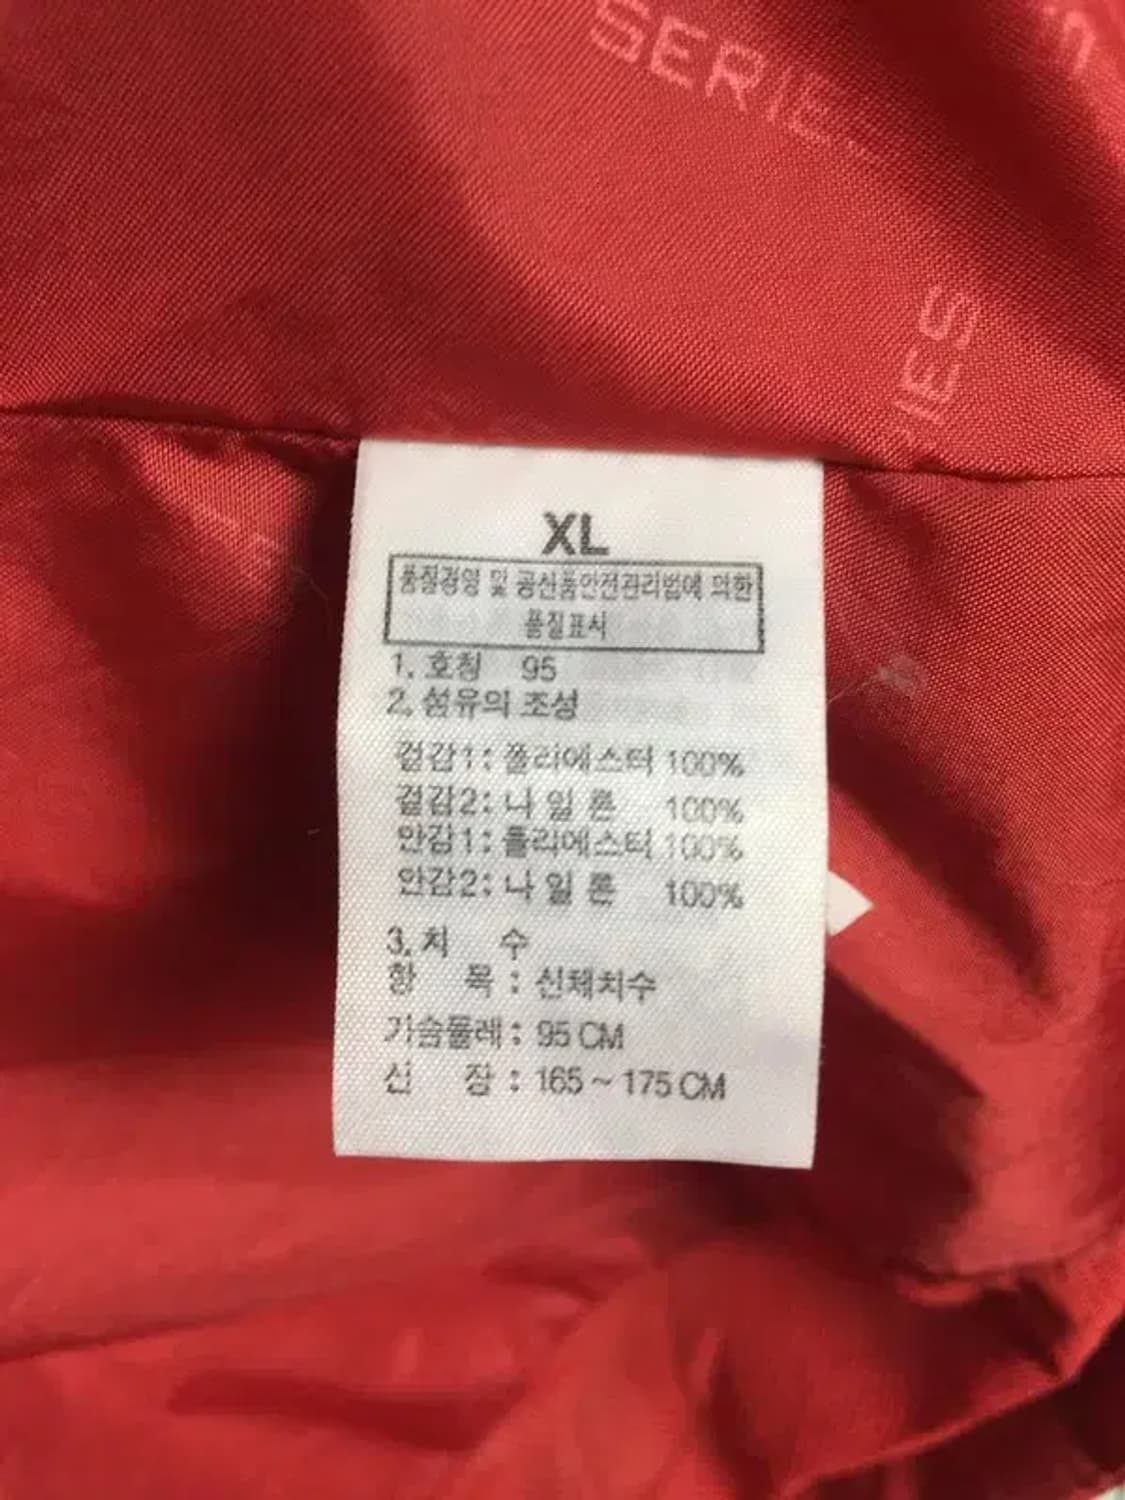 SERIES
IES
XL
품질경영 및 공산품안전관리법에 의한
품질표시
1. 호칭 95
2. 섬유의 조성
겉감1: 폴리에스터 100%
겉감2: 나 일 론 100%
안감1: 폴리에스터 100%
안감2: 나 일 론 100%
3. 치 수
항 목 : 신체치수
가슴둘레 : 95 CM
신 장 : 165 ~ 175 CM